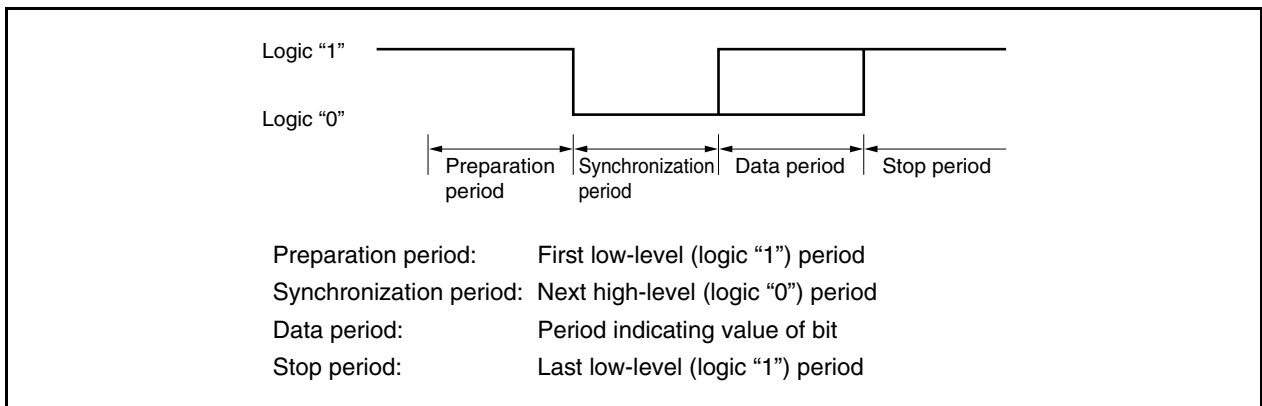 Logic “1”
Logic “0”
Preparation period
Synchronization period
Data period
Stop period
Preparation period: First low-level (logic “1”) period
Synchronization period: Next high-level (logic “0”) period
Data period: Period indicating value of bit
Stop period: Last low-level (logic “1”) period